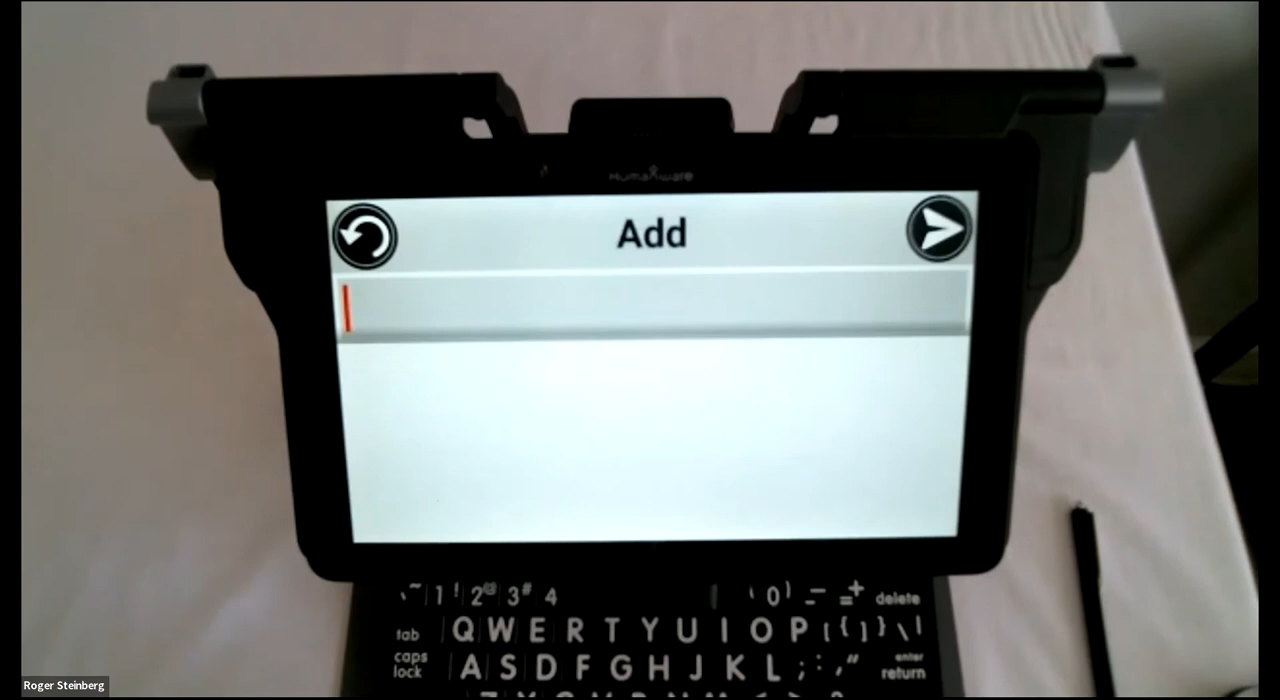 HumanWare
Add
` ~ 1 ! 2 @ 3 # 4 0 ) - _ = + delete
tab Q W E R T Y U I O P [ { ] } \ |
caps lock A S D F G H J K L ; : , " enter return
Roger Steinberg